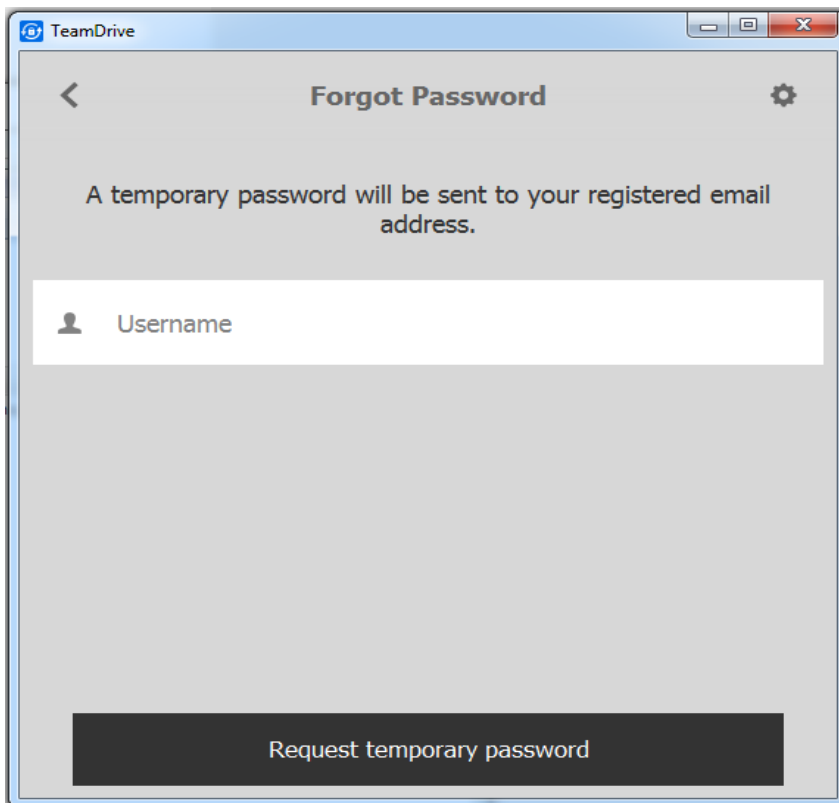 TeamDrive
Forgot Password
A temporary password will be sent to your registered email
address.
Username
Request temporary password